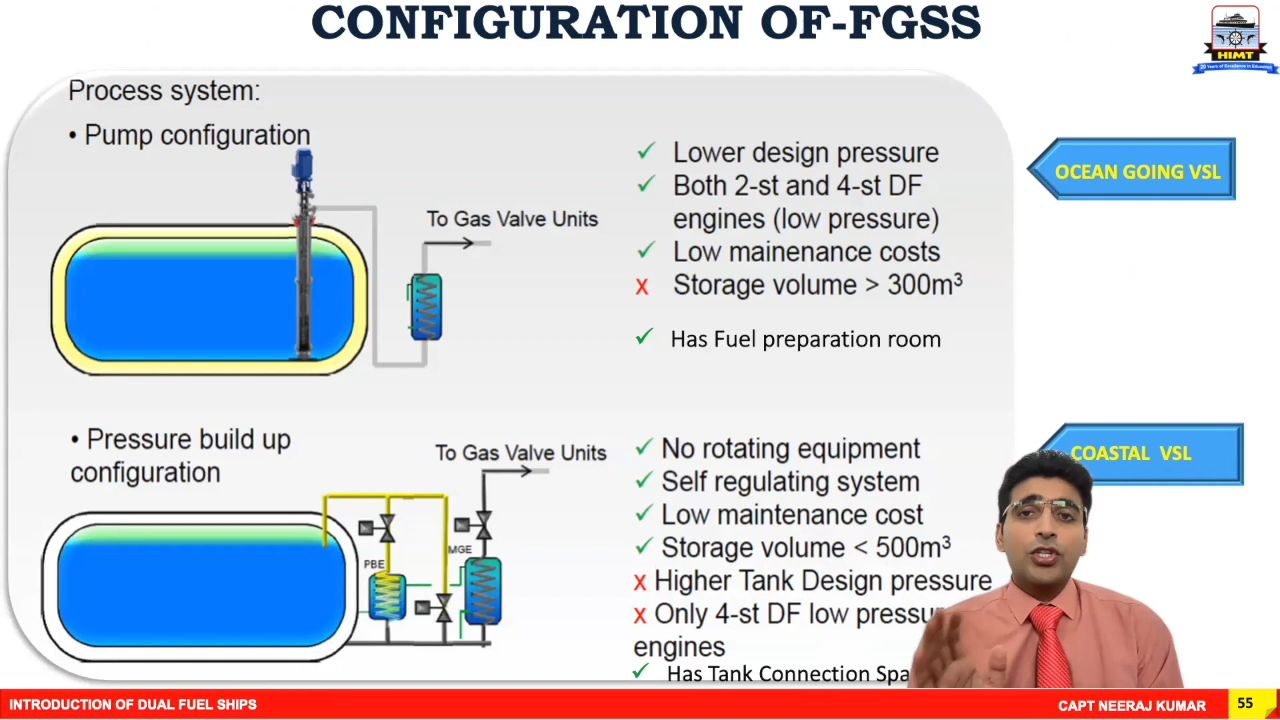 CONFIGURATION OF-FGSS
HIMT
Process system:
• Pump configuration
To Gas Valve Units
✓ Lower design pressure
✓ Both 2-st and 4-st DF
engines (low pressure)
✓ Low mainenance costs
x Storage volume > 300m³
✓ Has Fuel preparation room
OCEAN GOING VSL
• Pressure build up
configuration
To Gas Valve Units
PBE
MGE
✓ No rotating equipment
✓ Self regulating system
✓ Low maintenance cost
✓ Storage volume < 500m³
x Higher Tank Design pressure
x Only 4-st DF low
engines
✓ Has Tank Connection
COASTAL VSL
INTRODUCTION OF DUAL FUEL SHIPS
CAPT NEERAJ KUMAR
55